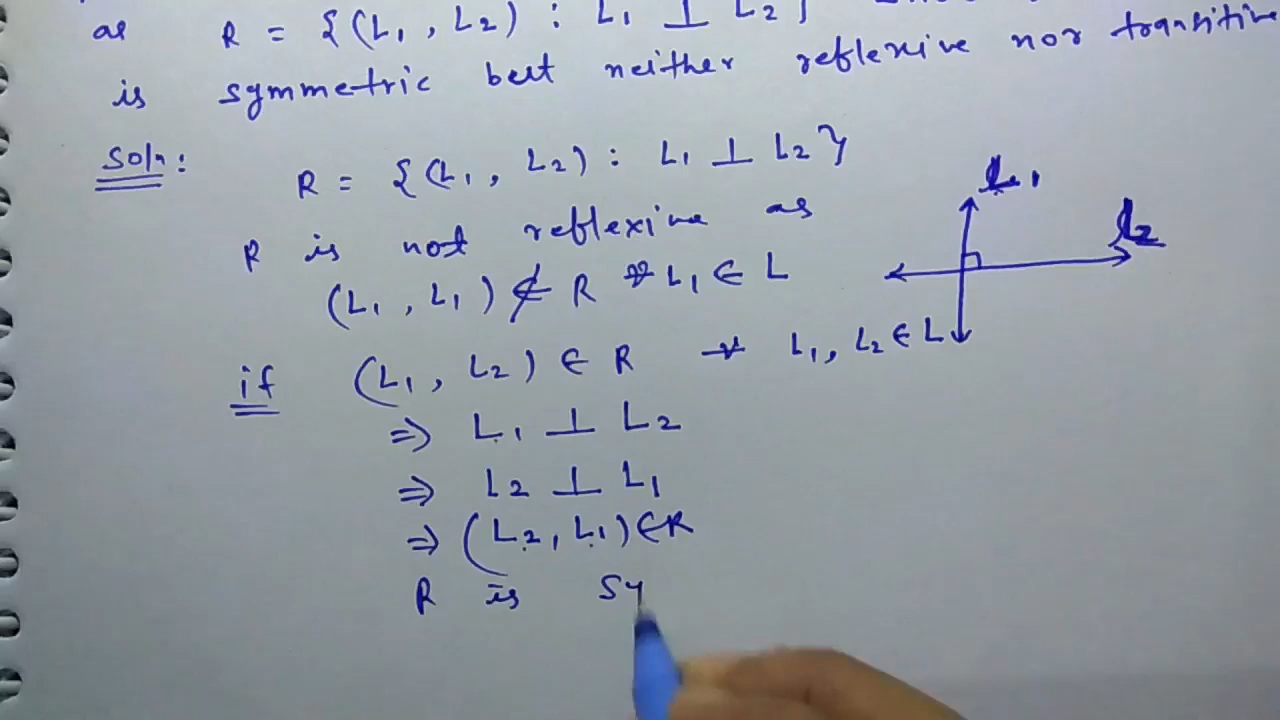 as R = {(L1, L2) : L1 ⊥ L2}
is symmetric but neither reflexive nor transitive
Soln:
R = {(L1, L2) : L1 ⊥ L2}
L1
L2
R is not reflexive as
(L1, L1) ∉ R ∀ L1 ∈ L
if (L1, L2) ∈ R ∀ L1, L2 ∈ L
⇒ L1 ⊥ L2
⇒ L2 ⊥ L1
⇒ (L2, L1) ∈ R
R is Sy